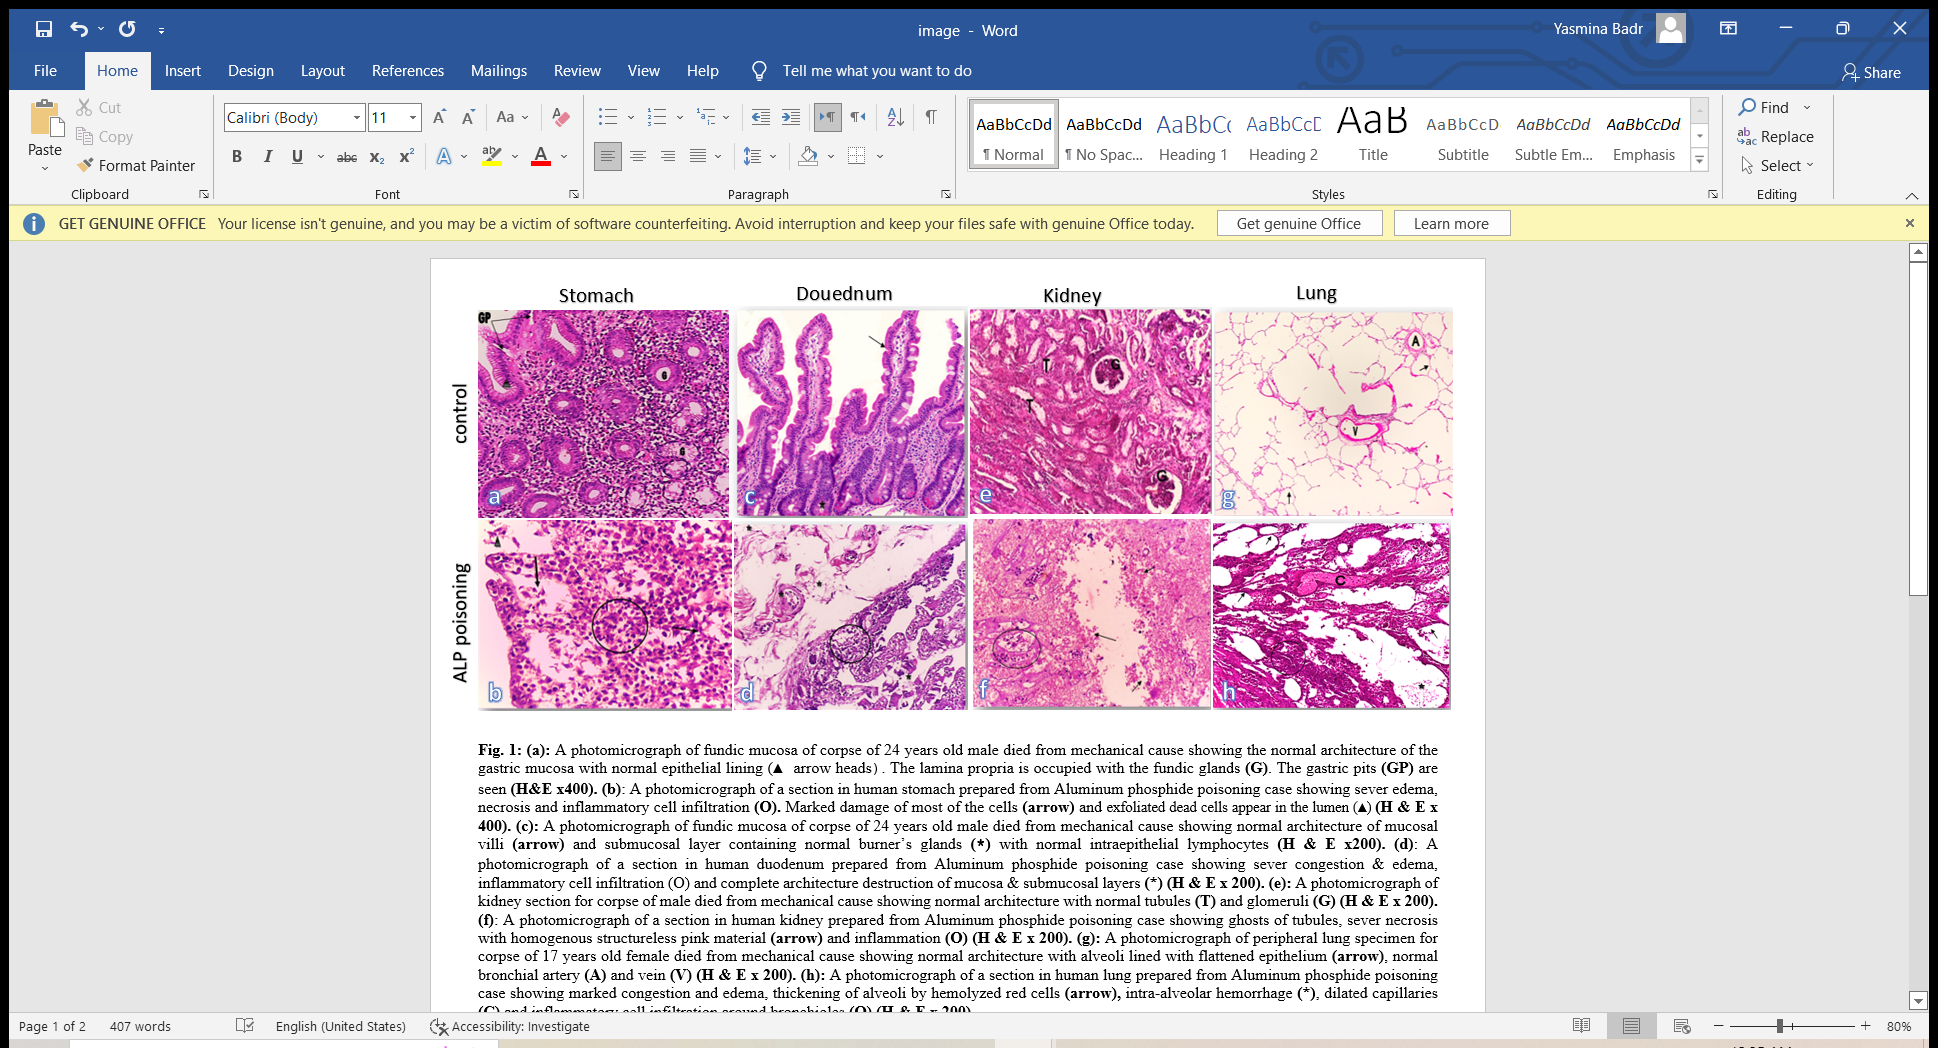 image - Word
Yasmina Badr
File Home Insert Design Layout References Mailings Review View Help Tell me what you want to do
Share
Paste
Cut
Copy
Format Painter
Clipboard
Calibri (Body) 11
Font
Paragraph
AaBbCcDd AaBbCcDd AaBbCc AaBbCcD AaB AaBbCcD AaBbCcDd AaBbCcDd
¶ Normal ¶ No Spac... Heading 1 Heading 2 Title Subtitle Subtle Em... Emphasis
Styles
Find
Replace
Select
Editing
GET GENUINE OFFICE Your license isn't genuine, and you may be a victim of software counterfeiting. Avoid interruption and keep your files safe with genuine Office today. Get genuine Office Learn more
Stomach Douednum Kidney Lung
control
GP G G a
* c
T T G G e
A V g
ALP poisoning
b
d
f
C * h
Fig. 1: (a): A photomicrograph of fundic mucosa of corpse of 24 years old male died from mechanical cause showing the normal architecture of the
gastric mucosa with normal epithelial lining (▲ arrow heads). The lamina propria is occupied with the fundic glands (G). The gastric pits (GP) are
seen (H&E x400). (b): A photomicrograph of a section in human stomach prepared from Aluminum phosphide poisoning case showing sever edema,
necrosis and inflammatory cell infiltration (O). Marked damage of most of the cells (arrow) and exfoliated dead cells appear in the lumen (▲) (H & E x
400). (c): A photomicrograph of fundic mucosa of corpse of 24 years old male died from mechanical cause showing normal architecture of mucosal
villi (arrow) and submucosal layer containing normal burner's glands (*) with normal intraepithelial lymphocytes (H & E x200). (d): A
photomicrograph of a section in human duodenum prepared from Aluminum phosphide poisoning case showing sever congestion & edema,
inflammatory cell infiltration (O) and complete architecture destruction of mucosa & submucosal layers (*) (H & E x 200). (e): A photomicrograph of
kidney section for corpse of male died from mechanical cause showing normal architecture with normal tubules (T) and glomeruli (G) (H & E x 200).
(f): A photomicrograph of a section in human kidney prepared from Aluminum phosphide poisoning case showing ghosts of tubules, sever necrosis
with homogenous structureless pink material (arrow) and inflammation (O) (H & E x 200). (g): A photomicrograph of peripheral lung specimen for
corpse of 17 years old female died from mechanical cause showing normal architecture with alveoli lined with flattened epithelium (arrow), normal
bronchial artery (A) and vein (V) (H & E x 200). (h): A photomicrograph of a section in human lung prepared from Aluminum phosphide poisoning
case showing marked congestion and edema, thickening of alveoli by hemolyzed red cells (arrow), intra-alveolar hemorrhage (*), dilated capillaries
(C) and inflammatory cell infiltration around bronchioles (O) (H & E x 200)
Page 1 of 2 407 words English (United States) Accessibility: Investigate 80%